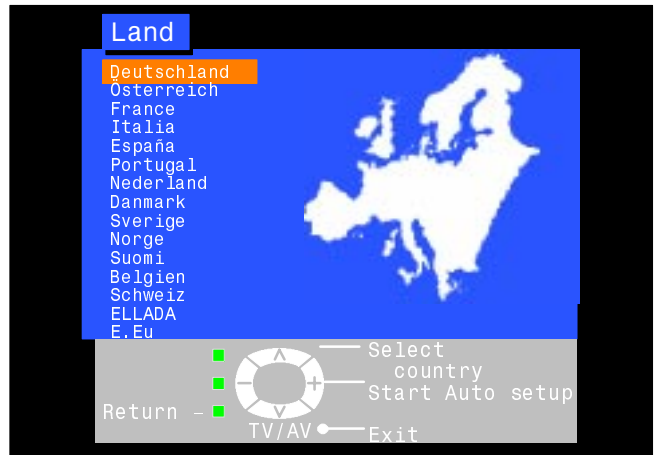 Land
Deutschland
Österreich
France
Italia
España
Portugal
Nederland
Danmark
Sverige
Norge
Suomi
Belgien
Schweiz
ELLADA
E.Eu
Select
country
Start Auto setup
Return –
TV/AV
Exit